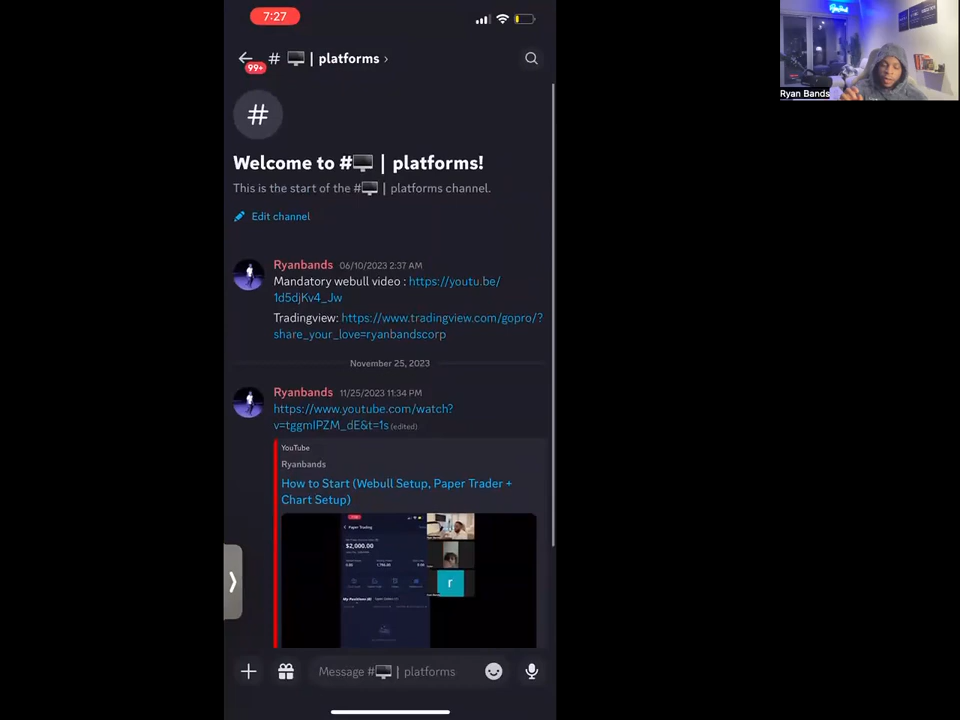 7:27
99+
# 🖥️ | platforms ›
#
Welcome to #🖥️ | platforms!
This is the start of the #🖥️ | platforms channel.
Edit channel
Ryanbands 06/10/2023 2:37 AM
Mandatory webull video : https://youtu.be/
1d5djKv4_Jw
Tradingview: https://www.tradingview.com/gopro/?
share_your_love=ryanbandscorp
November 25, 2023
Ryanbands 11/25/2023 11:34 PM
https://www.youtube.com/watch?
v=tggmIPZM_dE&t=1s (edited)
YouTube
Ryanbands
How to Start (Webull Setup, Paper Trader +
Chart Setup)
Paper Trading
$2,000.00
r
Message #🖥️ | platforms
Ryan Bands